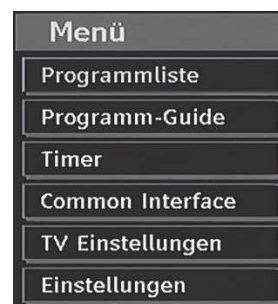 Menü
Programmliste
Programm-Guide
Timer
Common Interface
TV Einstellungen
Einstellungen